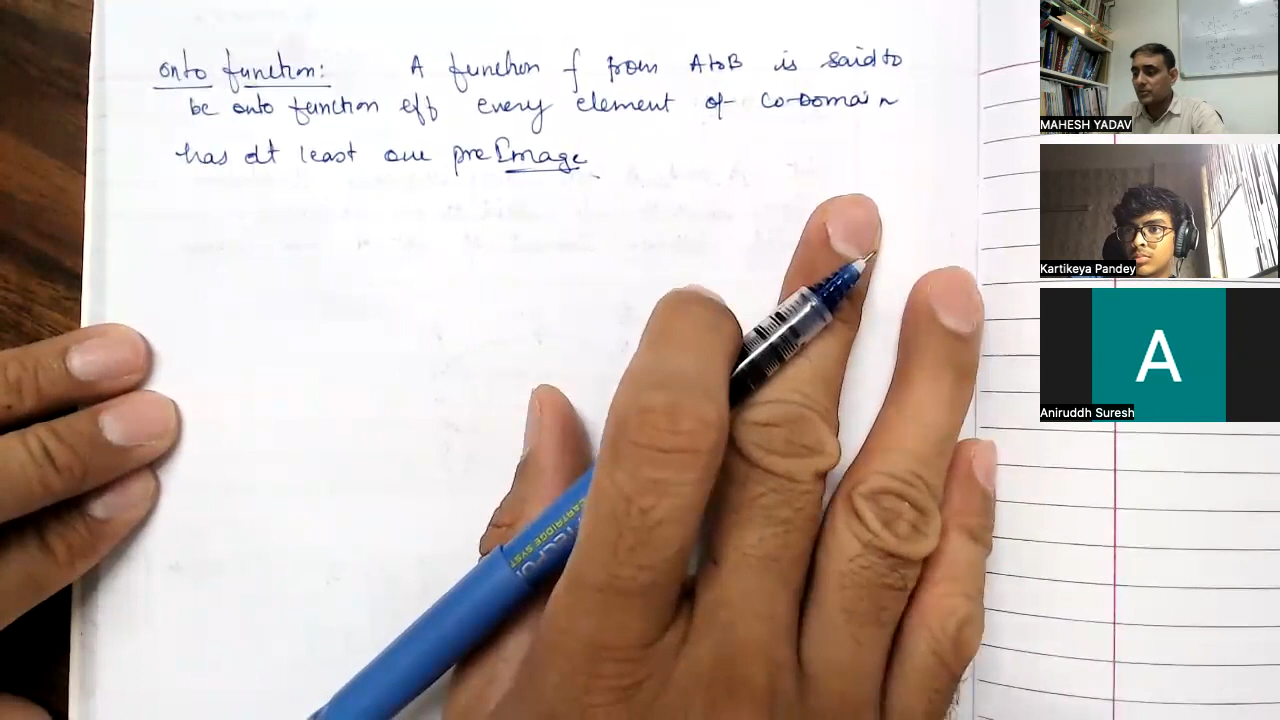 onto function: A function f from A to B is said to
be onto function iff every element of Co-Domain
has at least one preImage
MAHESH YADAV
Kartikeya Pandey
A
Aniruddh Suresh